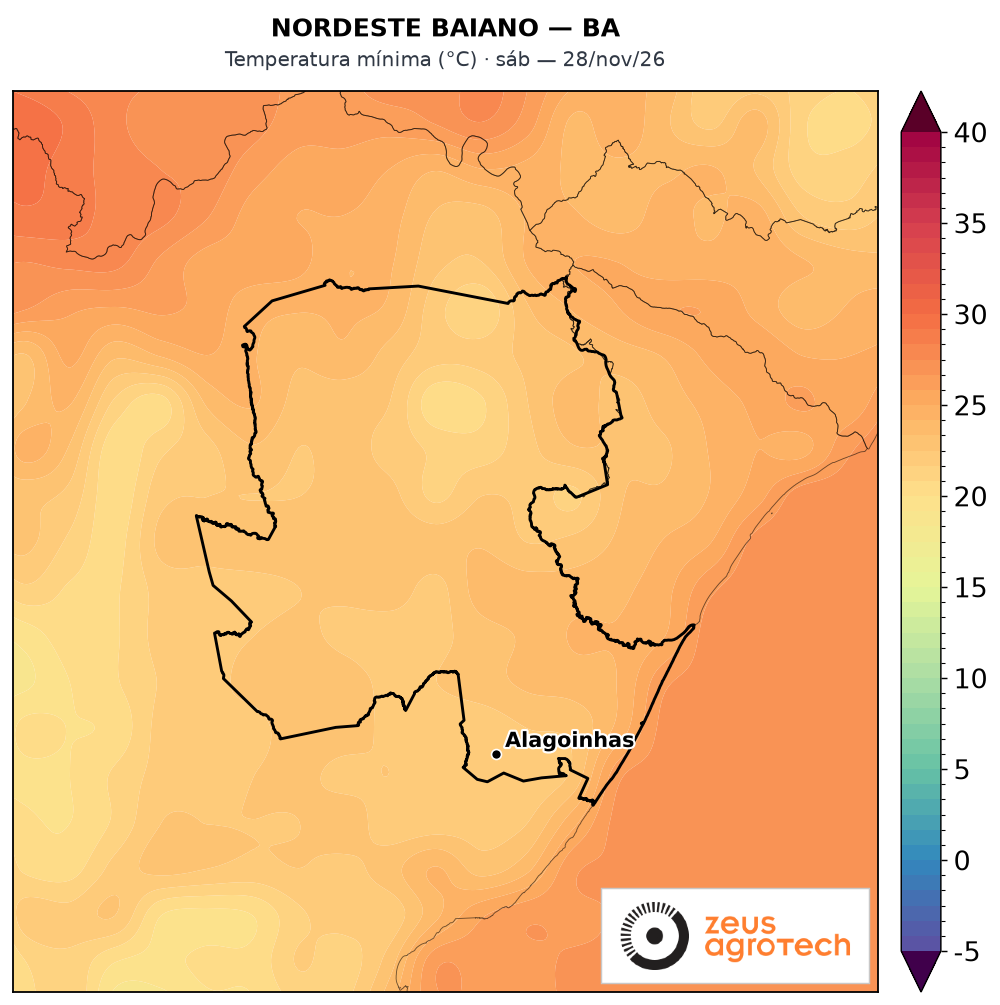 NORDESTE BAIANO — BA
Temperatura mínima (°C) · sáb — 28/nov/26
40
35
30
25
20
15
10
5
0
-5
Alagoinhas
zeus
agrotech